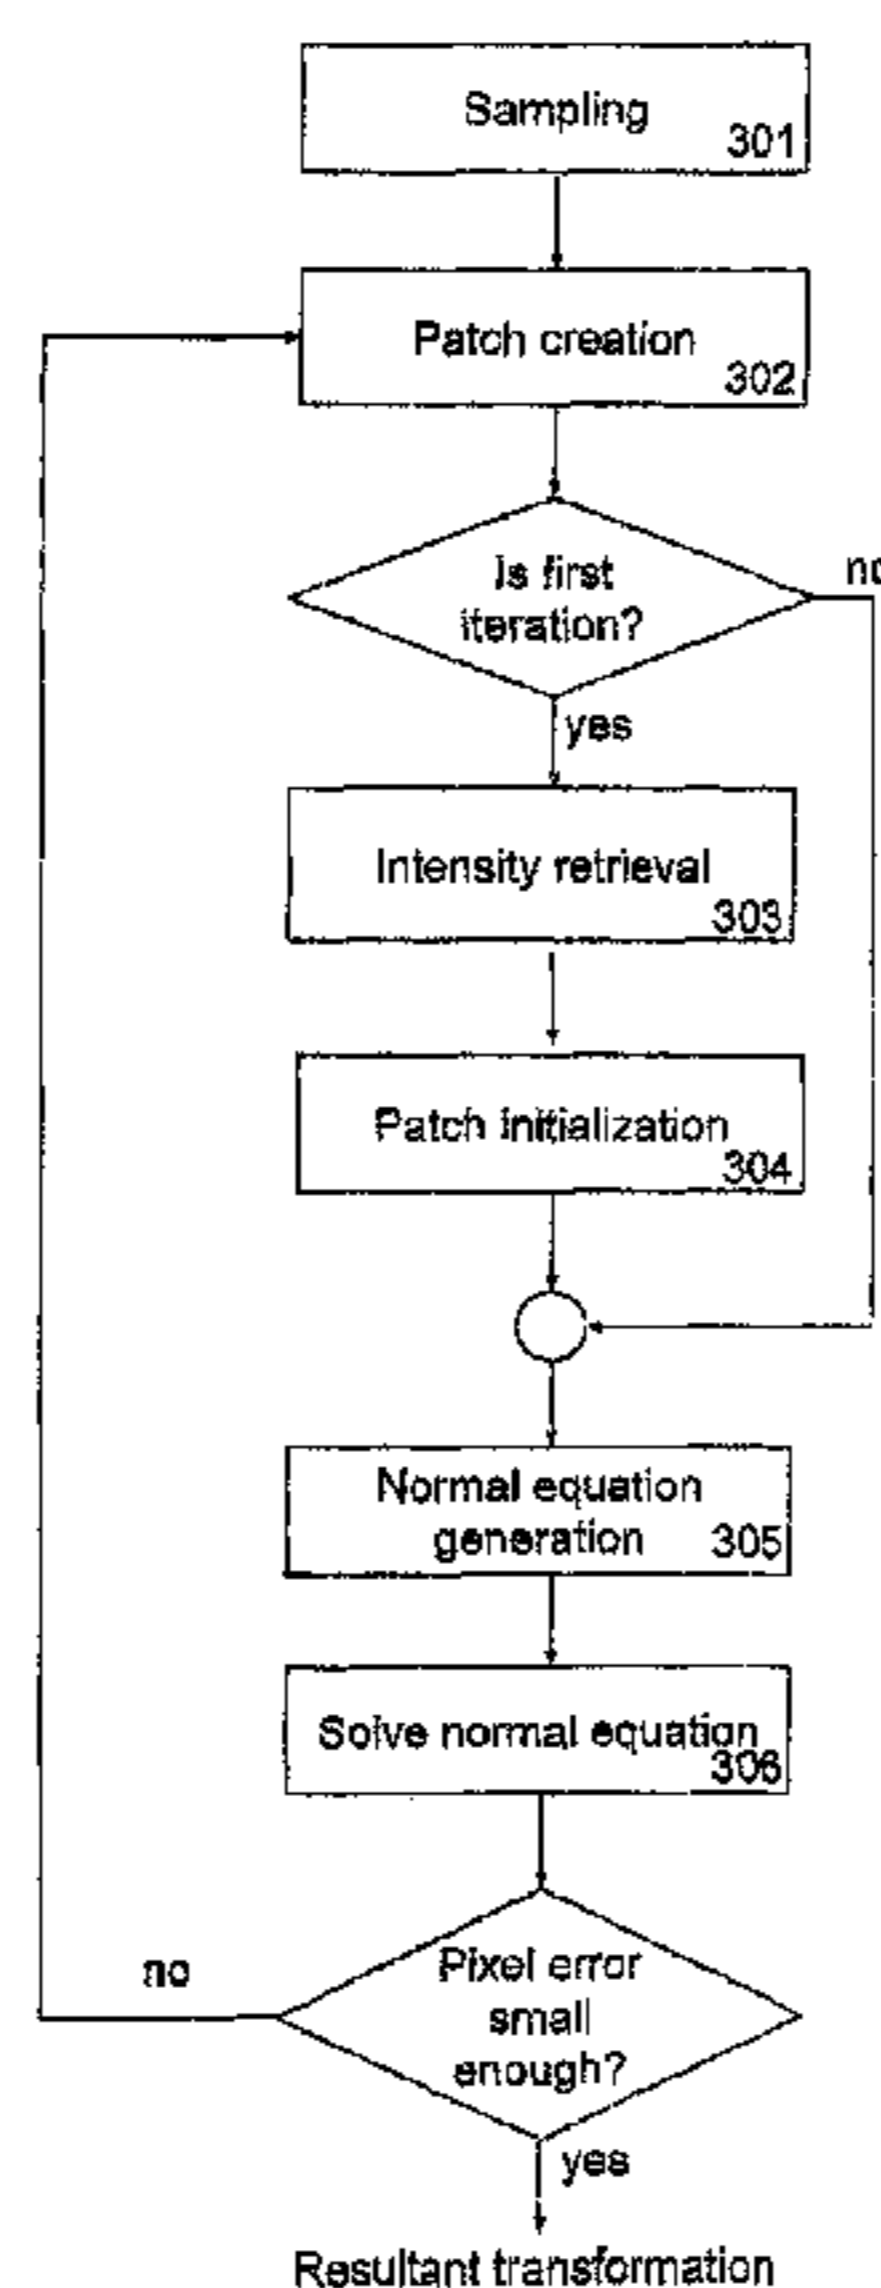 Sampling
301
Patch creation
302
Is first
iteration?
no
yes
Intensity retrieval
303
Patch initialization
304
Normal equation
generation 305
Solve normal equation
306
Pixel error
small
enough?
no
yes
Resultant transformation